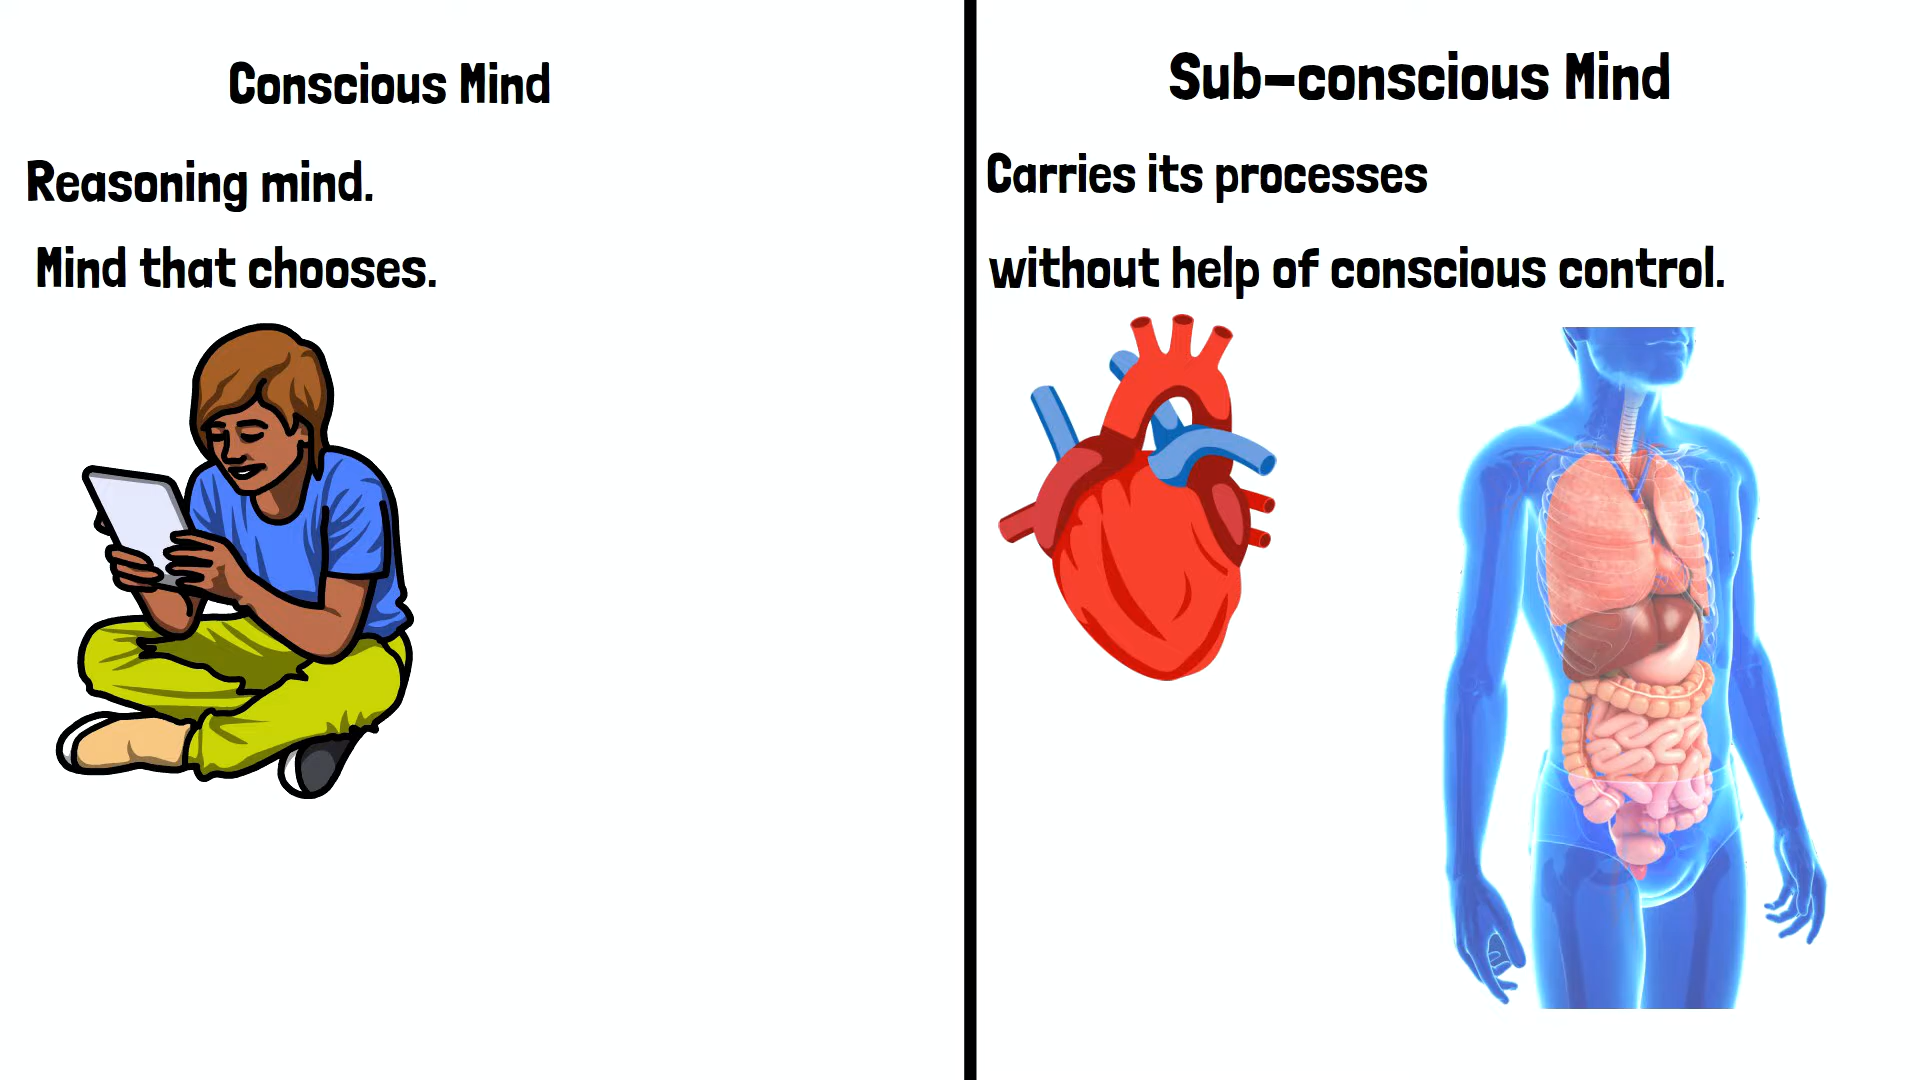 Conscious Mind
Reasoning mind.
Mind that chooses.
Sub-conscious Mind
Carries its processes
without help of conscious control.